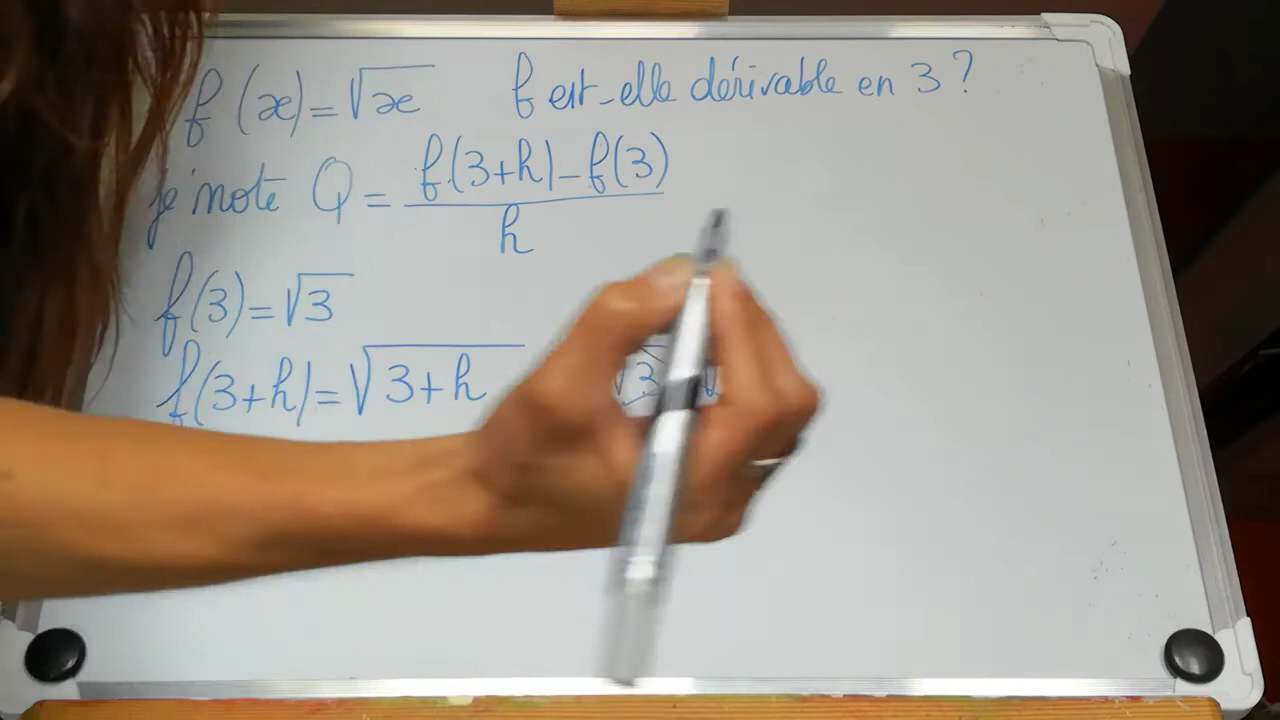 f(x) = √x f est-elle dérivable en 3 ?
je note Q = (f(3+h) - f(3)) / h
f(3) = √3
f(3+h) = √(3+h)